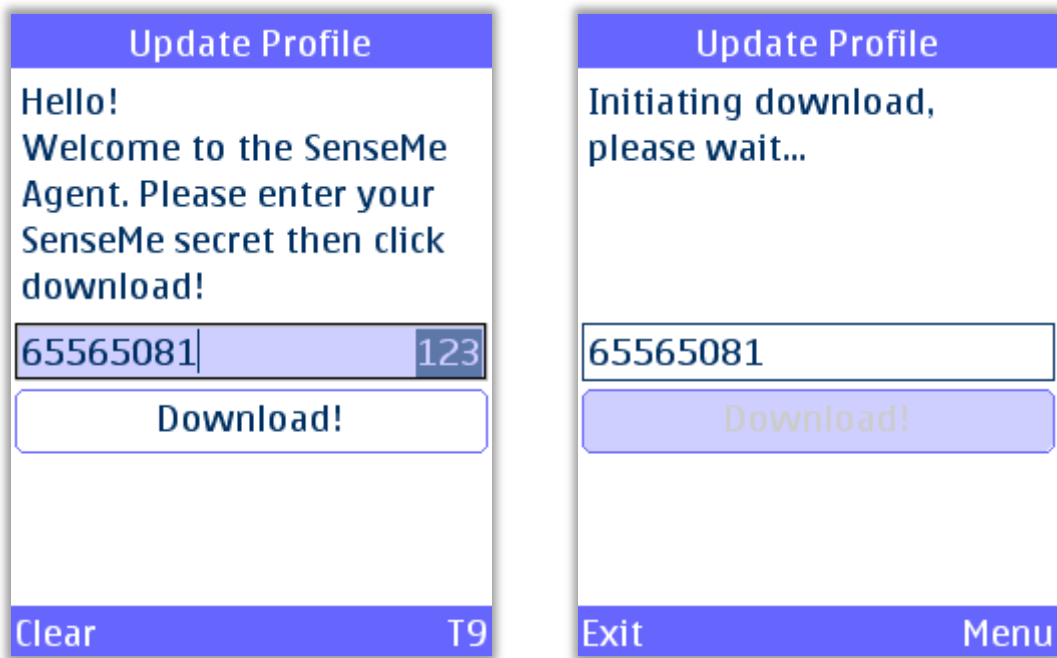 Update Profile
Hello!
Welcome to the SenseMe
Agent. Please enter your
SenseMe secret then click
download!
65565081 123
Download!
Clear T9
Update Profile
Initiating download,
please wait...
65565081
Download!
Exit Menu